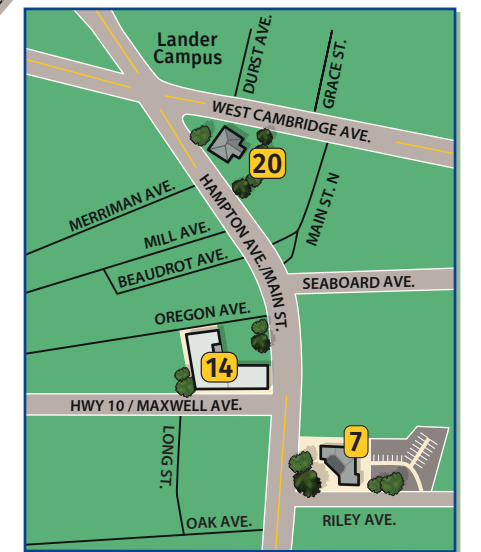 Lander
Campus
DURST AVE.
GRACE ST.
WEST CAMBRIDGE AVE.
20
MERRIMAN AVE.
HAMPTON AVE./MAIN ST.
MAIN ST. N
MILL AVE.
BEAUDROT AVE.
SEABOARD AVE.
OREGON AVE.
14
HWY 10 / MAXWELL AVE.
7
LONG ST.
OAK AVE.
RILEY AVE.